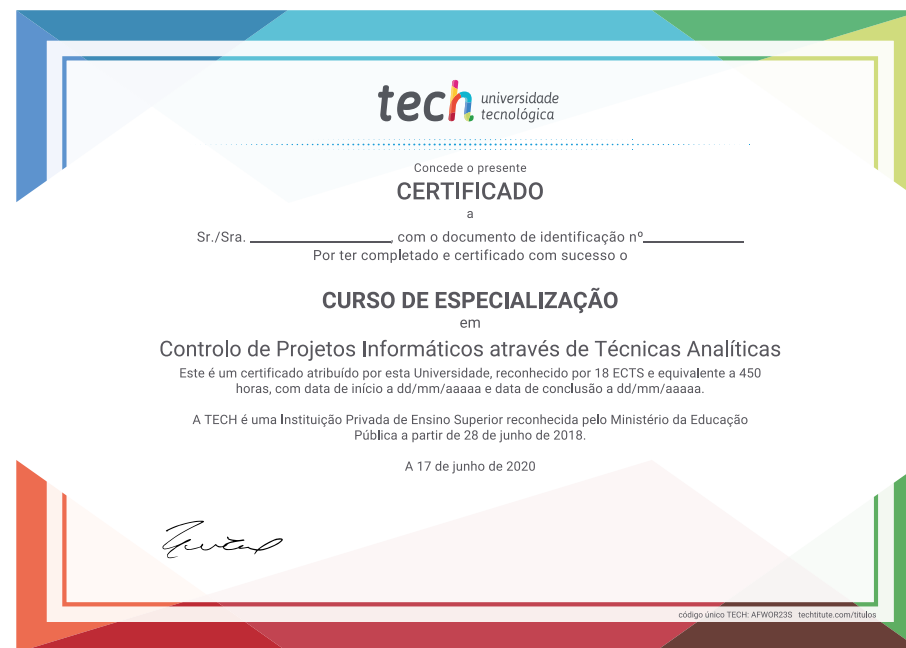 tech universidade
tecnológica
Concede o presente
CERTIFICADO
a
Sr./Sra. , com o documento de identificação nº
Por ter completado e certificado com sucesso o
CURSO DE ESPECIALIZAÇÃO
em
Controlo de Projetos Informáticos através de Técnicas Analíticas
Este é um certificado atribuído por esta Universidade, reconhecido por 18 ECTS e equivalente a 450
horas, com data de início a dd/mm/aaaaa e data de conclusão a dd/mm/aaaaa.
A TECH é uma Instituição Privada de Ensino Superior reconhecida pelo Ministério da Educação
Pública a partir de 28 de junho de 2018.
A 17 de junho de 2020
código único TECH: AFWOR23S techtitute.com/titulos